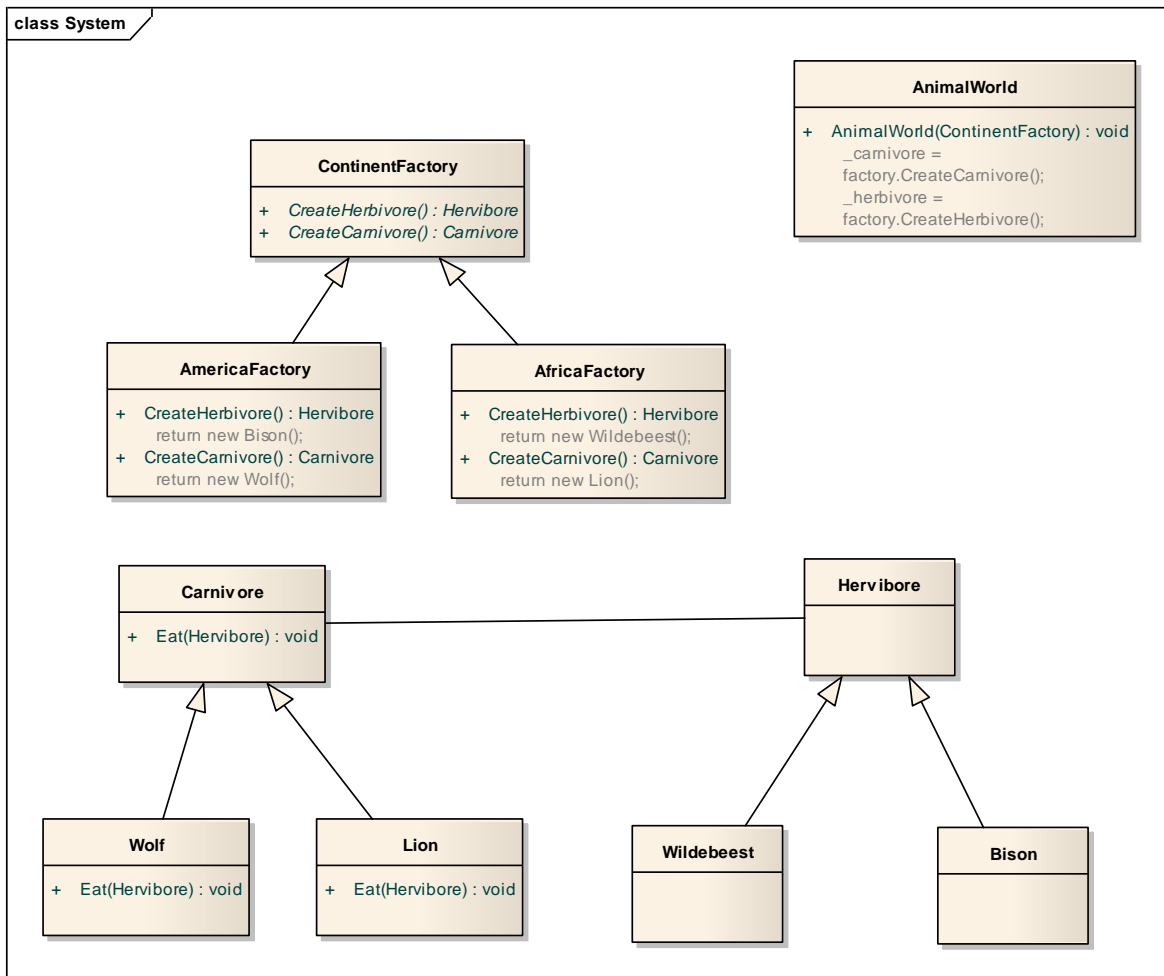 class System
AnimalWorld
+ AnimalWorld(ContinentFactory) : void
_carnivore =
factory.CreateCarnivore();
_herbivore =
factory.CreateHerbivore();
ContinentFactory
+ CreateHerbivore() : Hervibore
+ CreateCarnivore() : Carnivore
AmericaFactory
+ CreateHerbivore() : Hervibore
return new Bison();
+ CreateCarnivore() : Carnivore
return new Wolf();
AfricaFactory
+ CreateHerbivore() : Hervibore
return new Wildebeest();
+ CreateCarnivore() : Carnivore
return new Lion();
Carnivore
+ Eat(Hervibore) : void
Hervibore
Wolf
+ Eat(Hervibore) : void
Lion
+ Eat(Hervibore) : void
Wildebeest
Bison